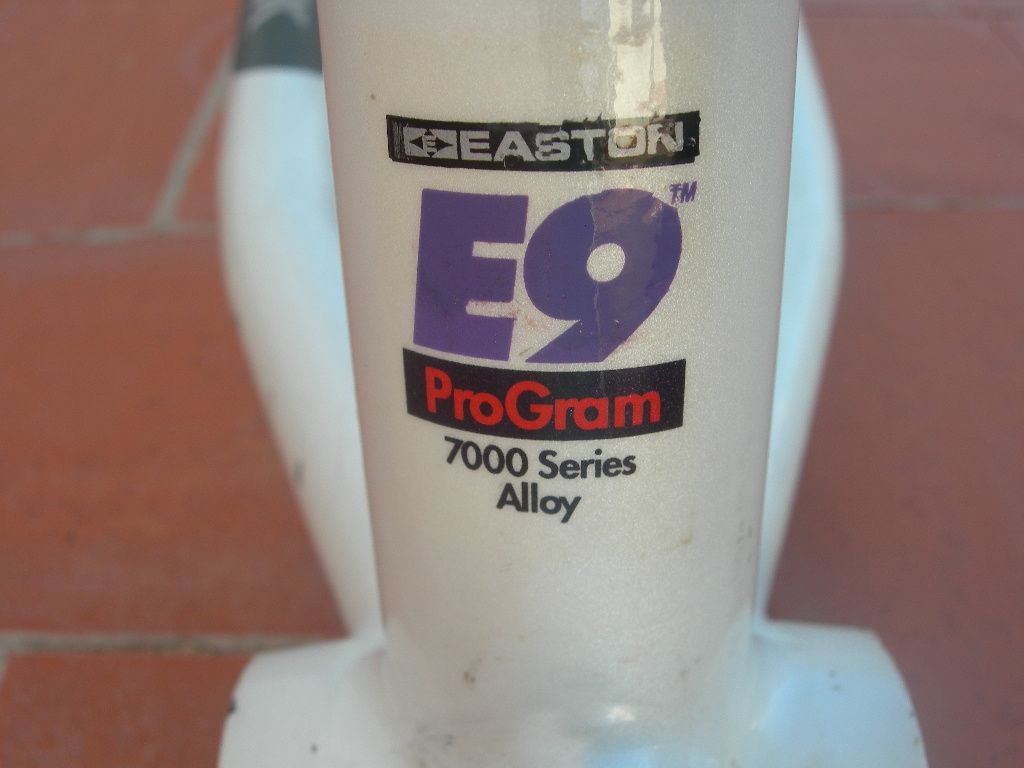 EASTON
E9™
ProGram
7000 Series
Alloy